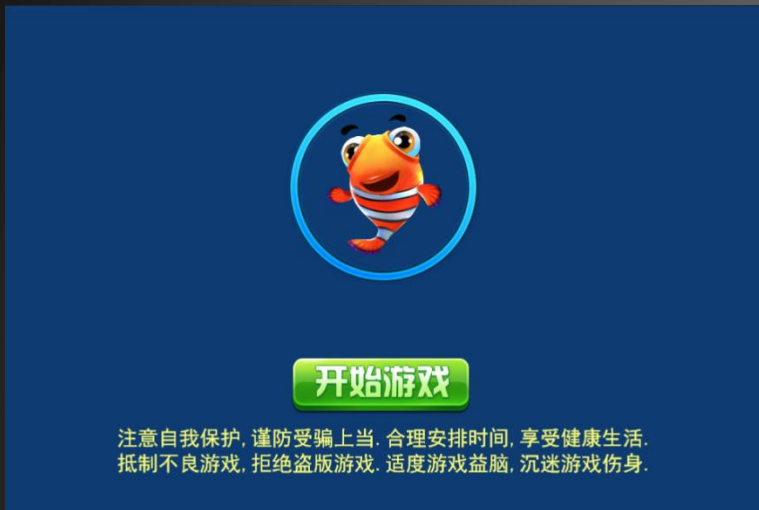 开始游戏
注意自我保护, 谨防受骗上当. 合理安排时间, 享受健康生活.
抵制不良游戏, 拒绝盗版游戏. 适度游戏益脑, 沉迷游戏伤身.